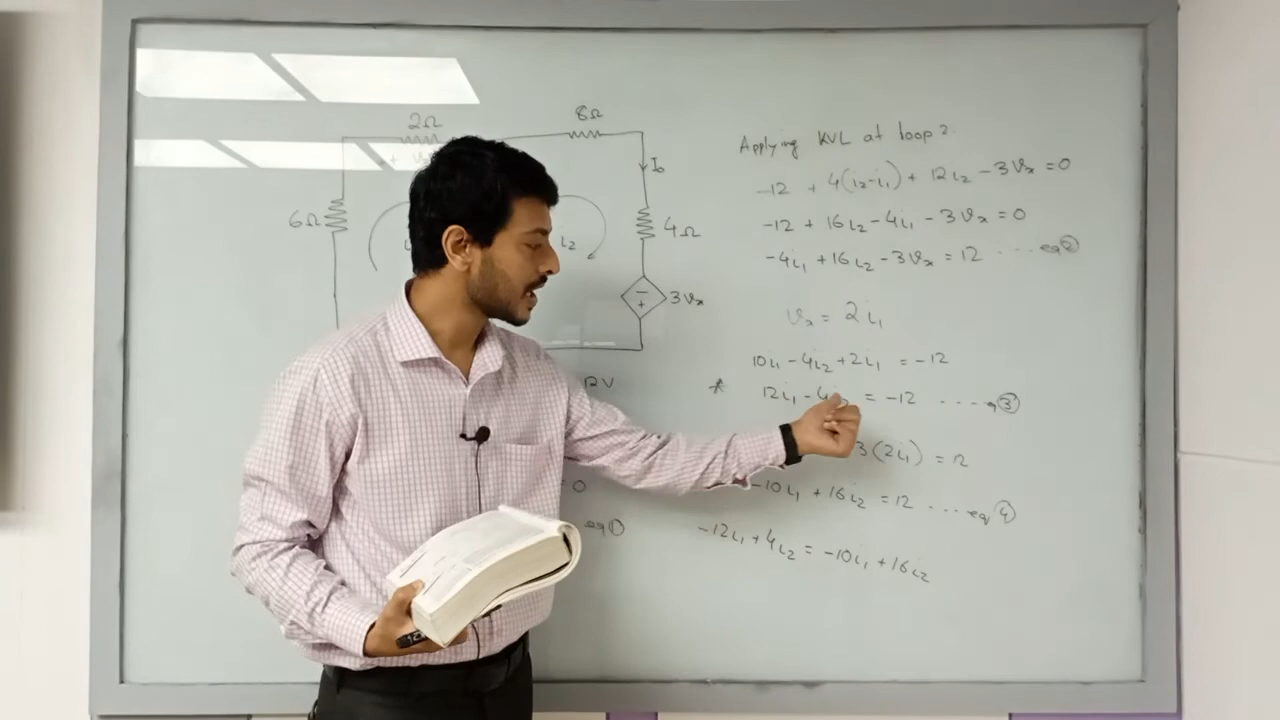 2Ω
8Ω
+ V
I₀
6Ω
4Ω
L₂
- +
3vₓ
12V
= 0
eq①
Applying KVL at loop 2:
-12 + 4(i₂-i₁) + 12i₂ - 3vₓ = 0
-12 + 16i₂ - 4i₁ - 3vₓ = 0
-4i₁ + 16i₂ - 3vₓ = 12 ..... eq②
vₓ = 2i₁
10i₁ - 4i₂ + 2i₁ = -12
* 12i₁ - 4i₂ = -12 ..... eq③
3(2i₁) = 12
-10i₁ + 16i₂ = 12 .... eq④
-12i₁ + 4i₂ = -10i₁ + 16i₂